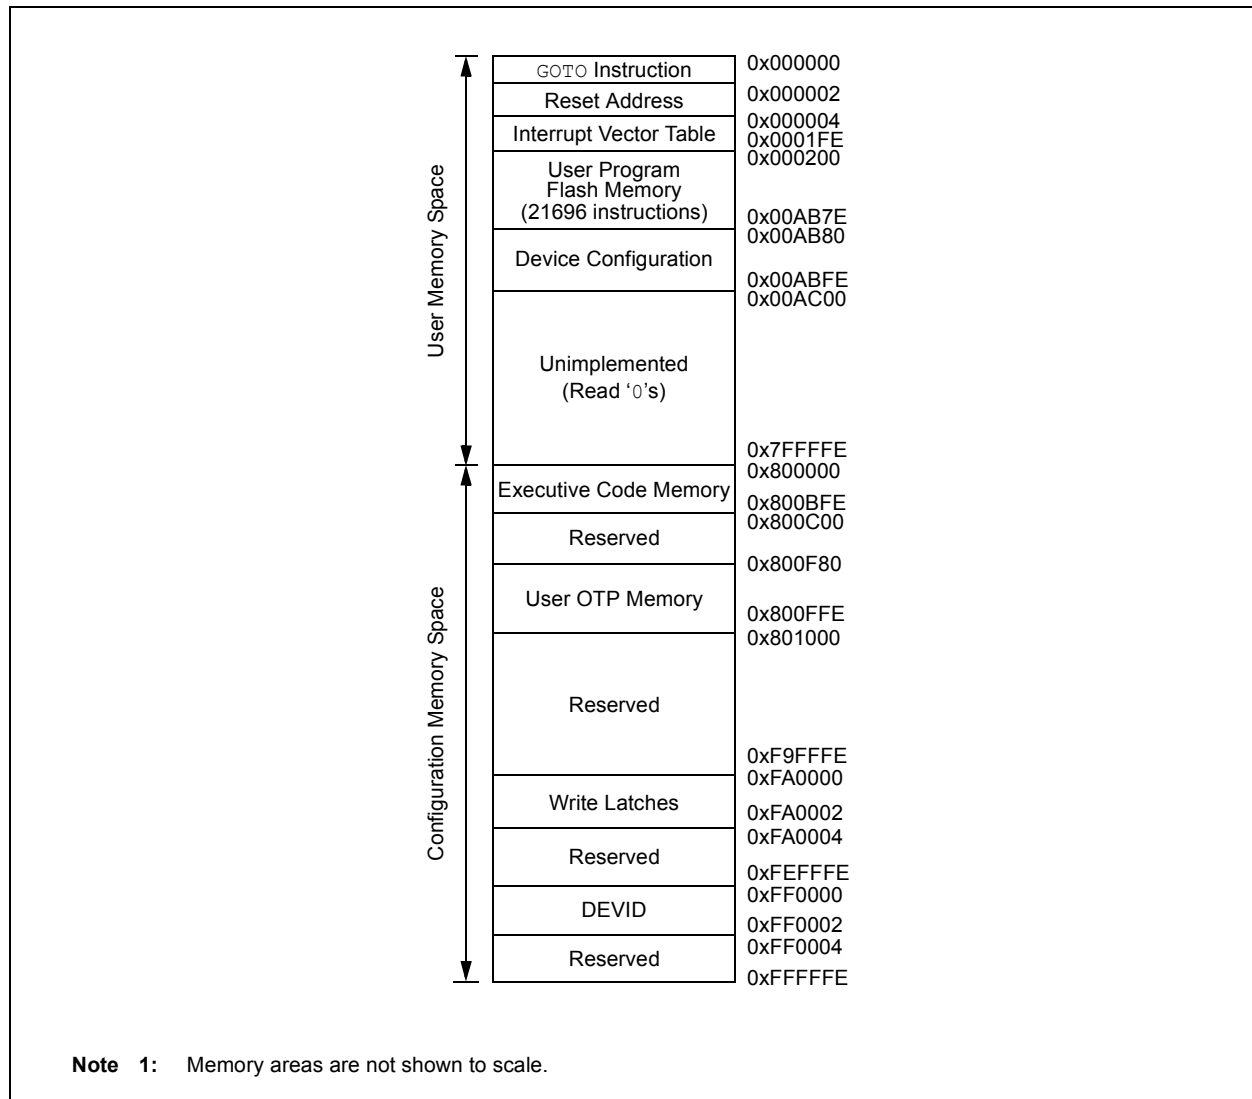 GOTO Instruction
0x000000
Reset Address
0x000002
Interrupt Vector Table
0x000004
0x0001FE
User Program
Flash Memory
(21696 instructions)
0x000200
0x00AB7E
Device Configuration
0x00AB80
0x00ABFE
Unimplemented
(Read ‘0’s)
0x00AC00
0x7FFFFE
User Memory Space
Executive Code Memory
0x800000
0x800BFE
Reserved
0x800C00
User OTP Memory
0x800F80
0x800FFE
Reserved
0x801000
0xF9FFFE
Write Latches
0xFA0000
0xFA0002
Reserved
0xFA0004
0xFEFFFE
DEVID
0xFF0000
0xFF0002
Reserved
0xFF0004
0xFFFFFE
Configuration Memory Space
Note 1: Memory areas are not shown to scale.